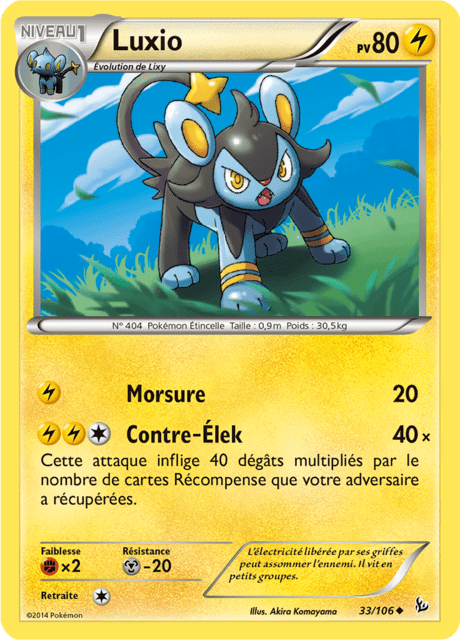 NIVEAU 1
Luxio
PV 80
Évolution de Lixy
N° 404 Pokémon Étincelle Taille : 0,9m Poids : 30,5kg
Morsure 20
Contre-Élek 40×
Cette attaque inflige 40 dégâts multipliés par le
nombre de cartes Récompense que votre adversaire
a récupérées.
Faiblesse Résistance
×2 -20
L'électricité libérée par ses griffes
peut assommer l'ennemi. Il vit en
petits groupes.
Retraite
©2014 Pokémon
Illus. Akira Komayama 33/106